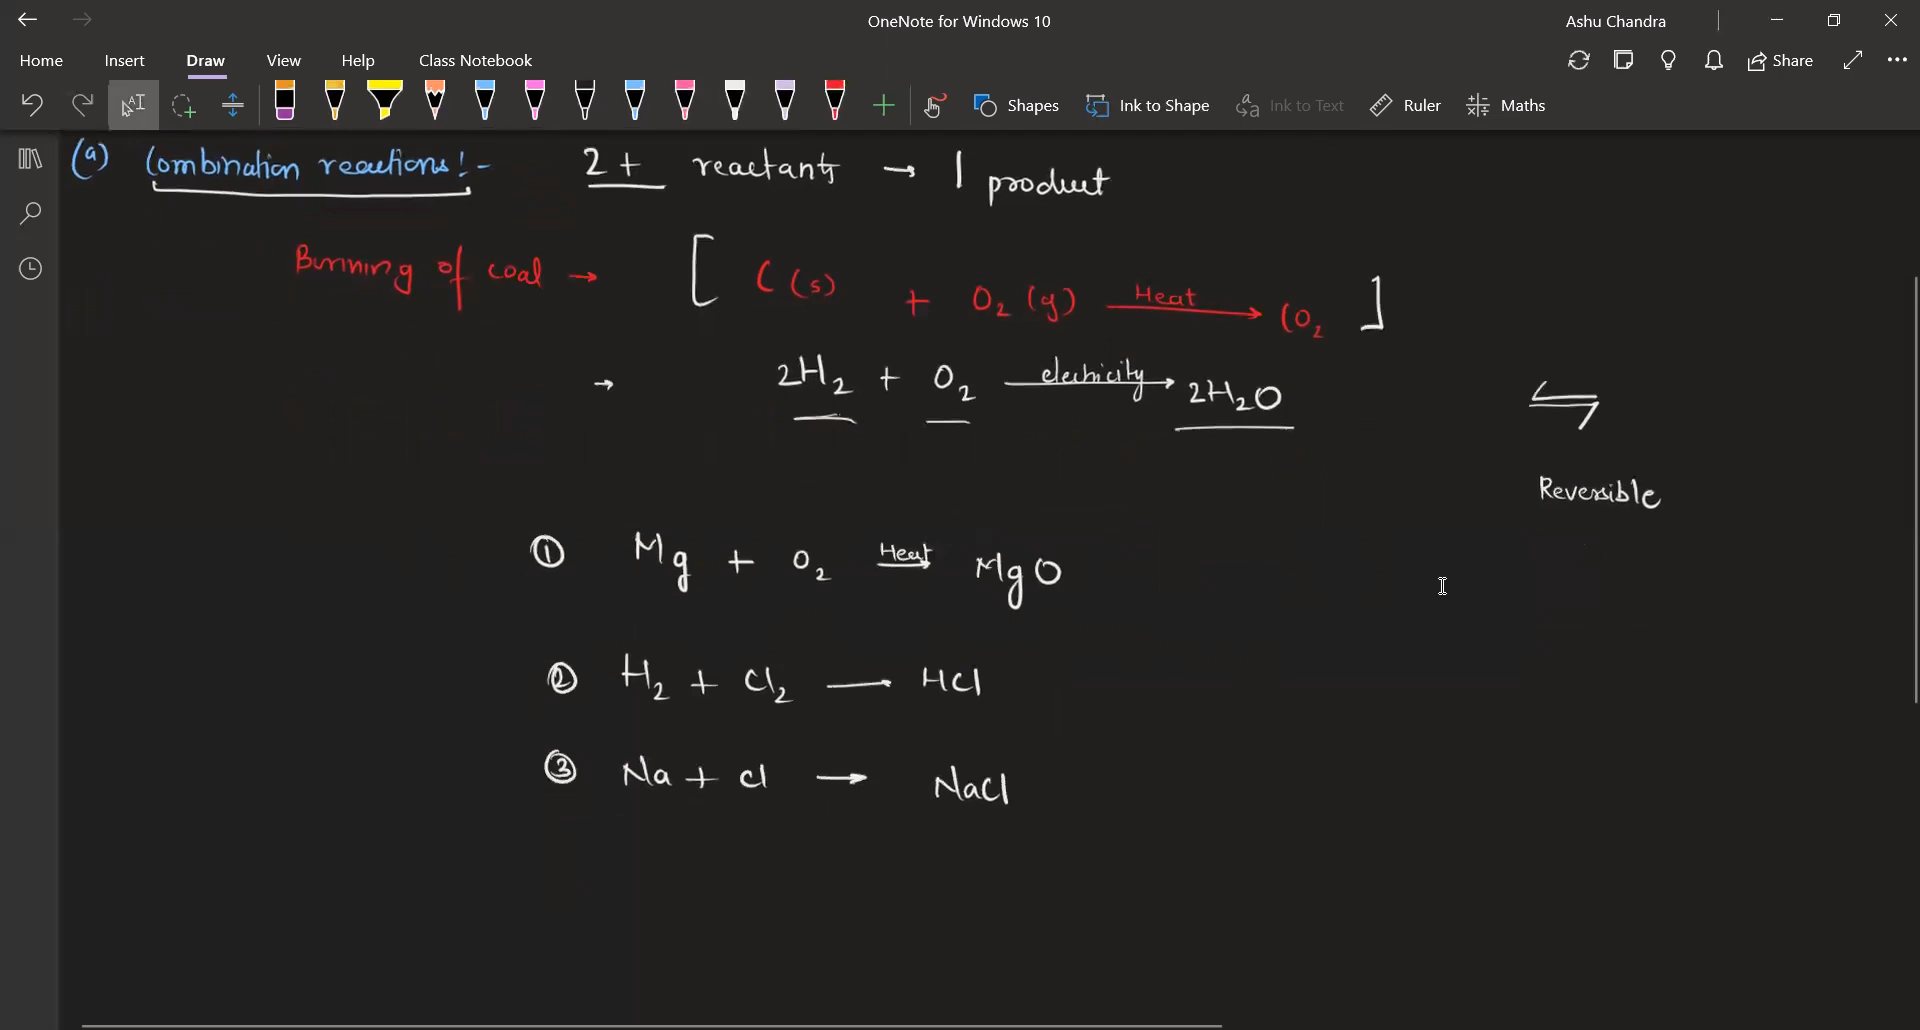 OneNote for Windows 10
Ashu Chandra
Home Insert Draw View Help Class Notebook
Share
Shapes Ink to Shape Ink to Text Ruler Maths
(a) Combination reactions! - 2+ reactants → 1 product
Burning of coal → [ C (s) + O₂ (g) Heat → CO₂ ]
→ 2H₂ + O₂ electricity → 2H₂O
⇌
Reversible
① Mg + O₂ Heat → MgO
② H₂ + Cl₂ — HCl
③ Na + Cl → NaCl